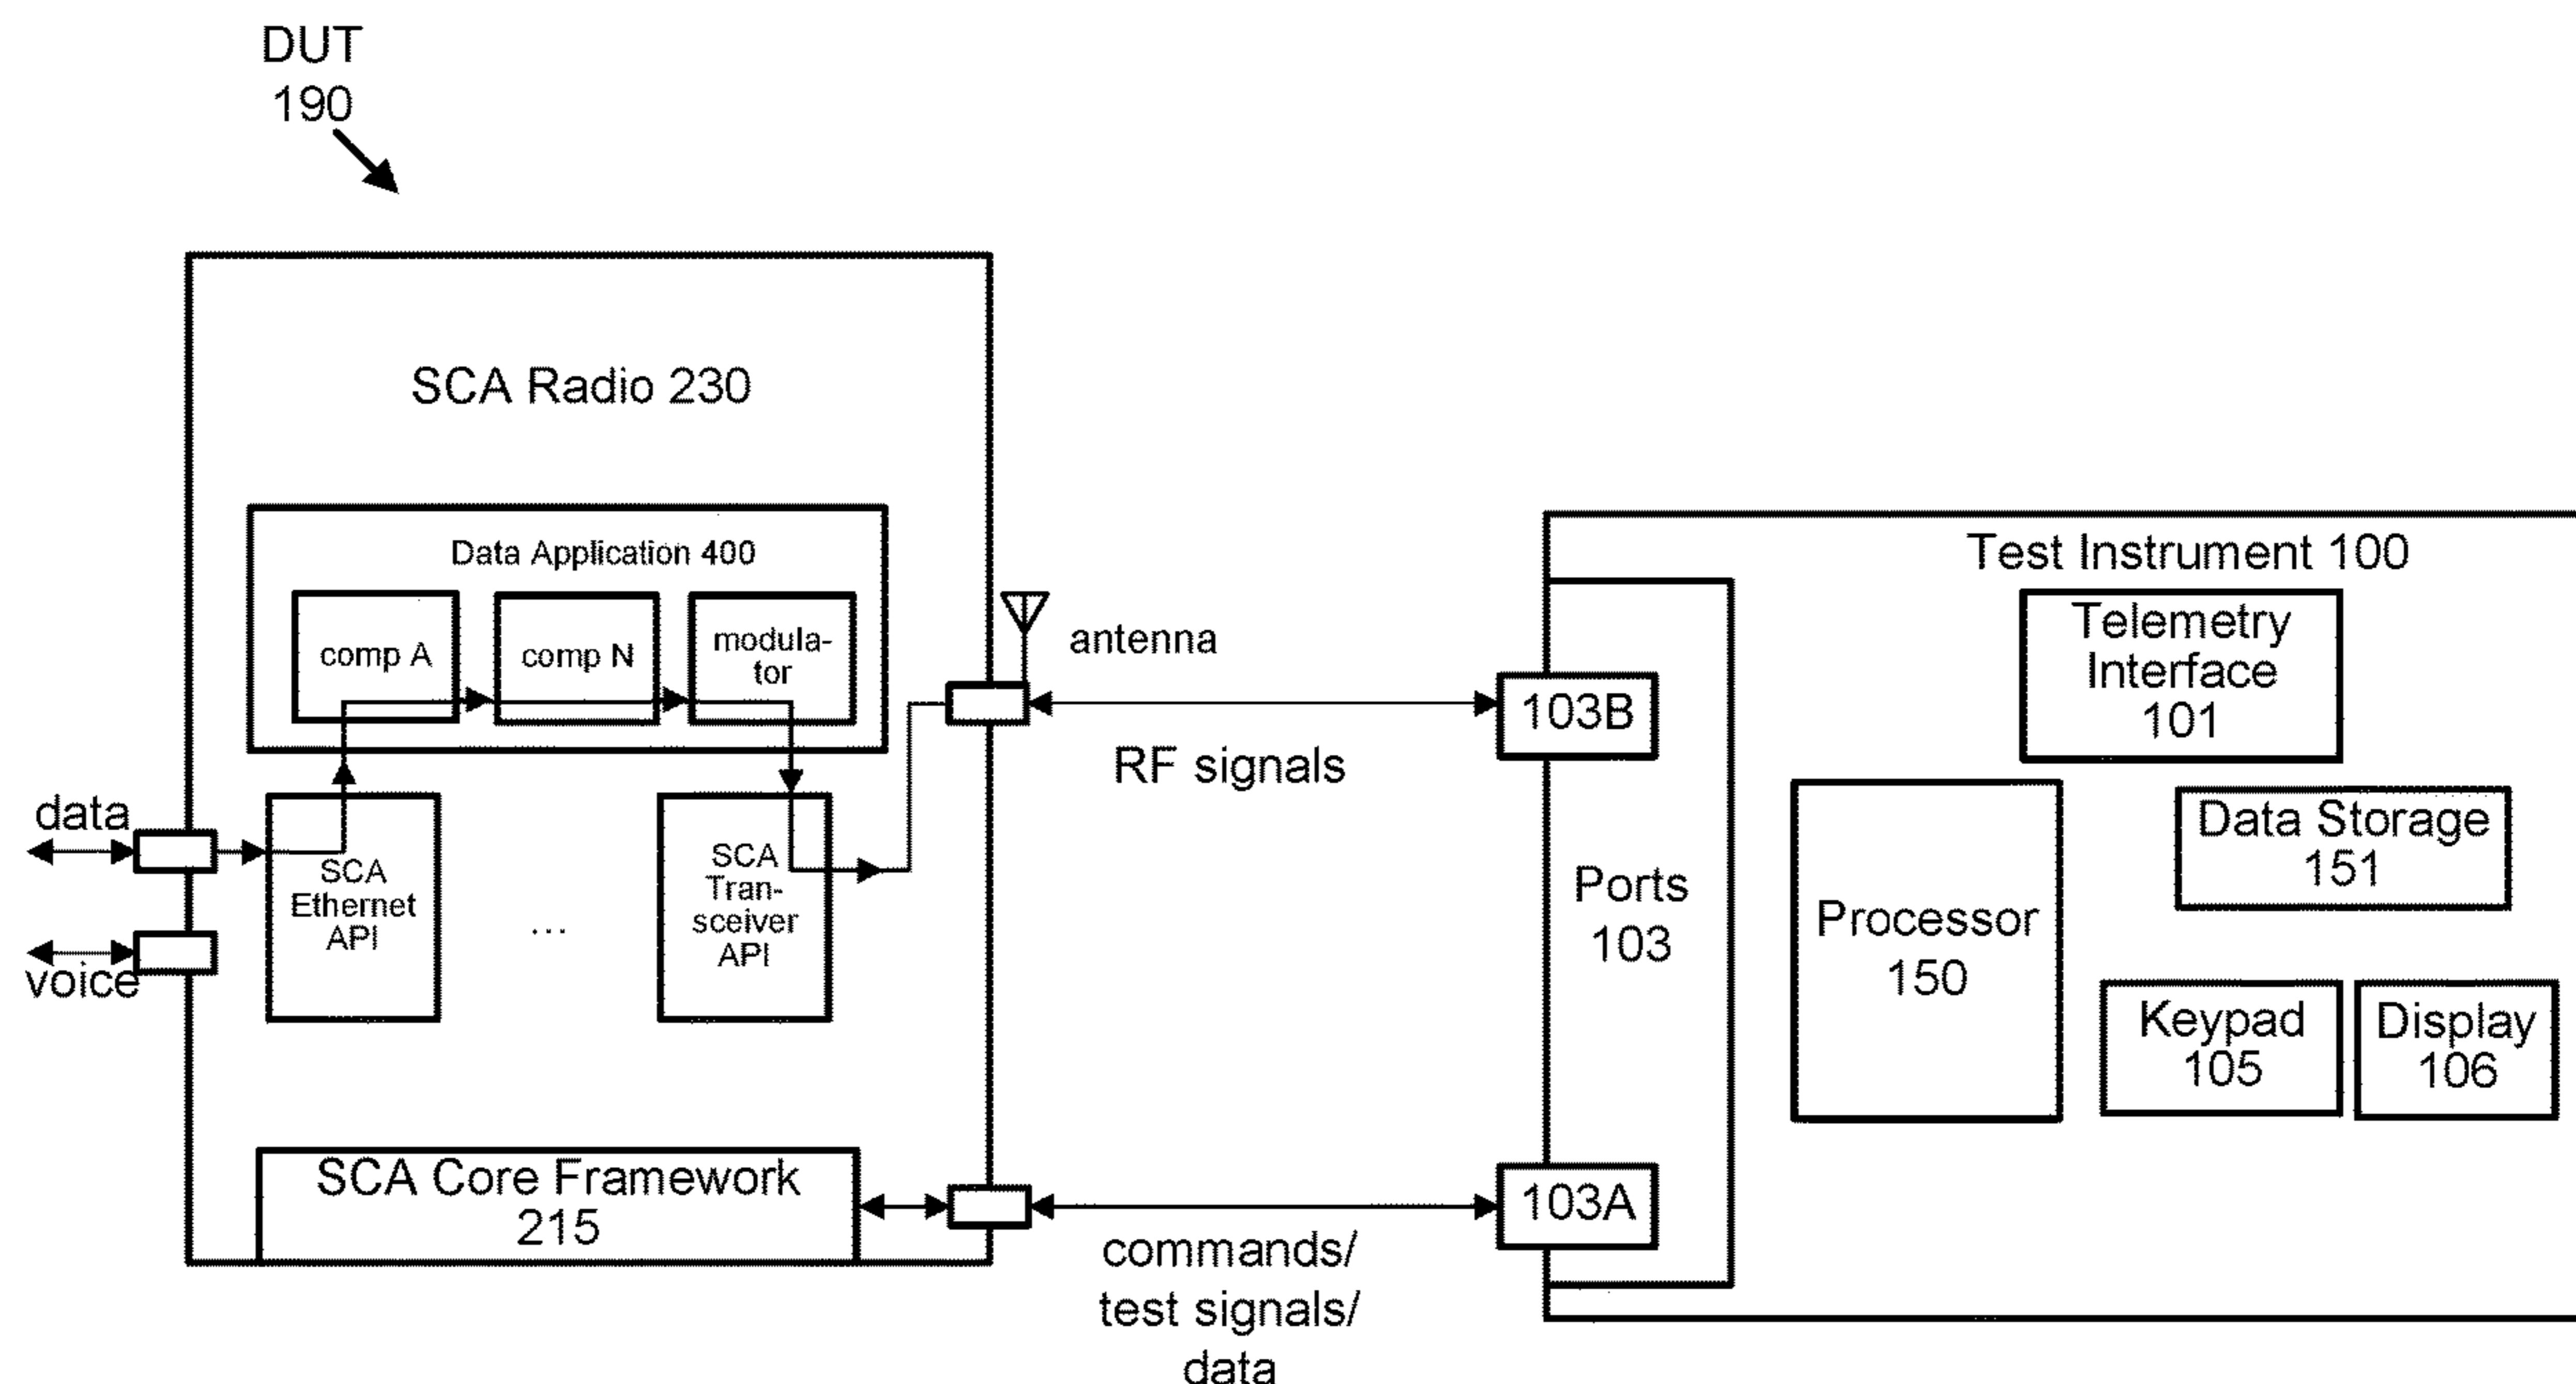 DUT
190
SCA Radio 230
Data Application 400
comp A
comp N
modula-
tor
antenna
RF signals
data
voice
SCA
Ethernet
API
...
SCA
Tran-
sceiver
API
SCA Core Framework
215
commands/
test signals/
data
Test Instrument 100
Telemetry
Interface
101
103B
Ports
103
103A
Processor
150
Data Storage
151
Keypad
105
Display
106